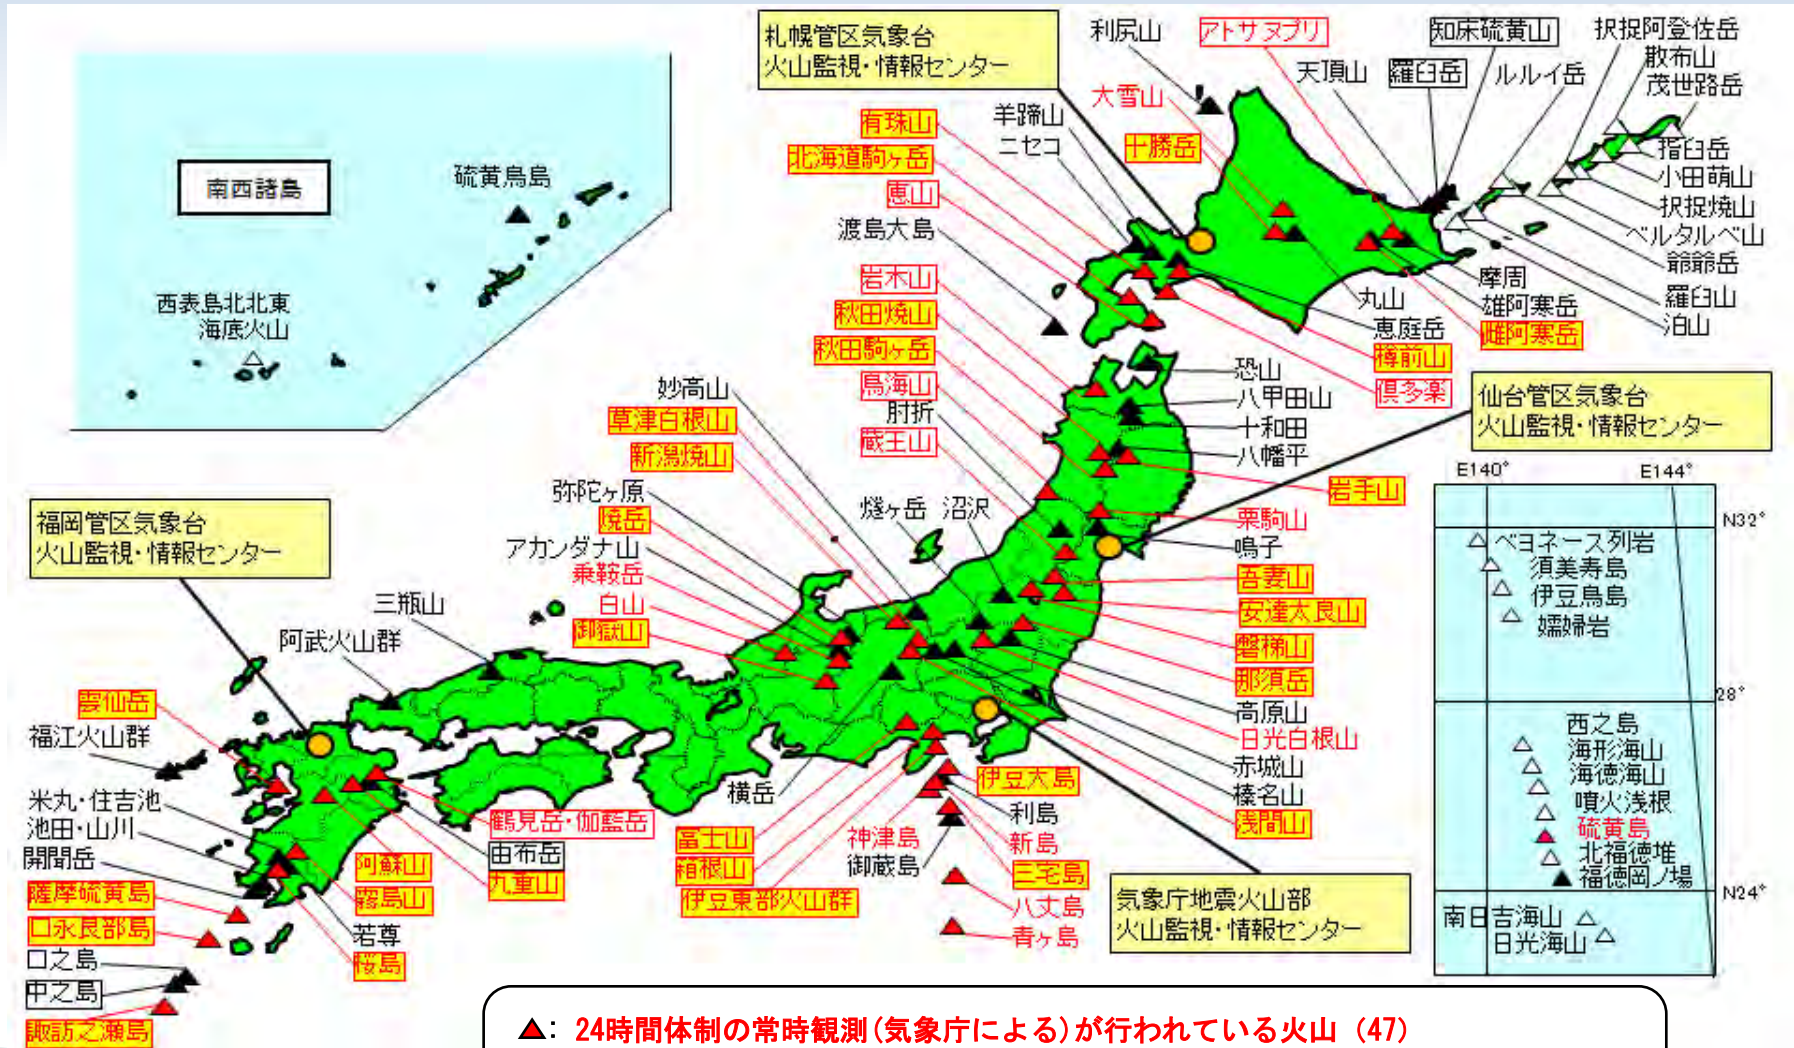 札幌管区気象台
火山監視・情報センター
利尻山
アトサヌプリ
知床硫黄山
択捉阿登佐岳
散布山
茂世路岳
天頂山
羅臼岳
ルルイ岳
大雪山
十勝岳
羊蹄山
ニセコ
有珠山
北海道駒ヶ岳
恵山
渡島大島
指臼岳
小田萌山
択捉焼山
ベルタルベ山
爺爺岳
羅臼山
泊山
摩周
雄阿寒岳
雌阿寒岳
丸山
恵庭岳
樽前山
倶多楽
南西諸島
硫黄鳥島
西表島北北東
海底火山
岩木山
秋田焼山
秋田駒ヶ岳
鳥海山
肘折
蔵王山
恐山
八甲田山
十和田
八幡平
岩手山
栗駒山
鳴子
吾妻山
安達太良山
磐梯山
那須岳
高原山
日光白根山
赤城山
榛名山
浅間山
仙台管区気象台
火山監視・情報センター
妙高山
草津白根山
新潟焼山
弥陀ヶ原
焼岳
アカンダナ山
乗鞍岳
白山
御嶽山
燧ヶ岳
沼沢
福岡管区気象台
火山監視・情報センター
三瓶山
阿武火山群
雲仙岳
福江火山群
米丸・住吉池
池田・山川
開聞岳
薩摩硫黄島
口永良部島
口之島
中之島
諏訪之瀬島
鶴見岳・伽藍岳
由布岳
九重山
阿蘇山
霧島山
若尊
桜島
横岳
富士山
箱根山
伊豆東部火山群
伊豆大島
利島
新島
神津島
御蔵島
三宅島
八丈島
青ヶ島
気象庁地震火山部
火山監視・情報センター
E140°
E144°
N32°
ベヨネース列岩
須美寿島
伊豆鳥島
孀婦岩
28°
西之島
海形海山
海徳海山
噴火浅根
硫黄島
北福徳堆
福徳岡ノ場
N24°
南日吉海山
日光海山
▲: 24時間体制の常時観測(気象庁による)が行われている火山 (47)